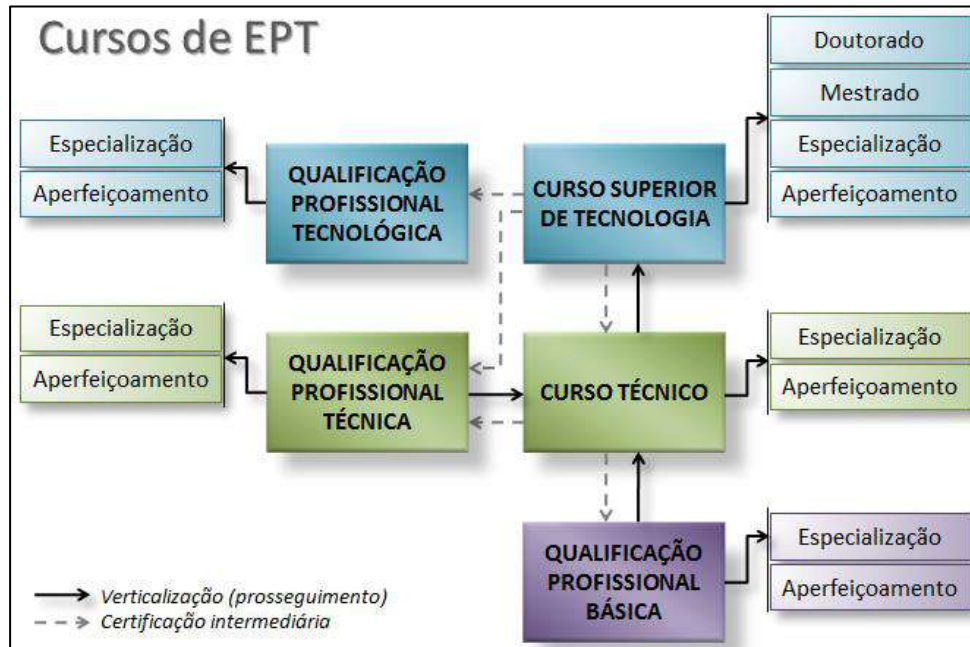 Cursos de EPT
Doutorado
Mestrado
Especialização
Aperfeiçoamento
Especialização
Aperfeiçoamento
QUALIFICAÇÃO
PROFISSIONAL
TECNOLÓGICA
CURSO SUPERIOR
DE TECNOLOGIA
Especialização
Aperfeiçoamento
QUALIFICAÇÃO
PROFISSIONAL
TÉCNICA
CURSO TÉCNICO
Especialização
Aperfeiçoamento
QUALIFICAÇÃO
PROFISSIONAL
BÁSICA
Especialização
Aperfeiçoamento
Verticalização (prosseguimento)
Certificação intermediária